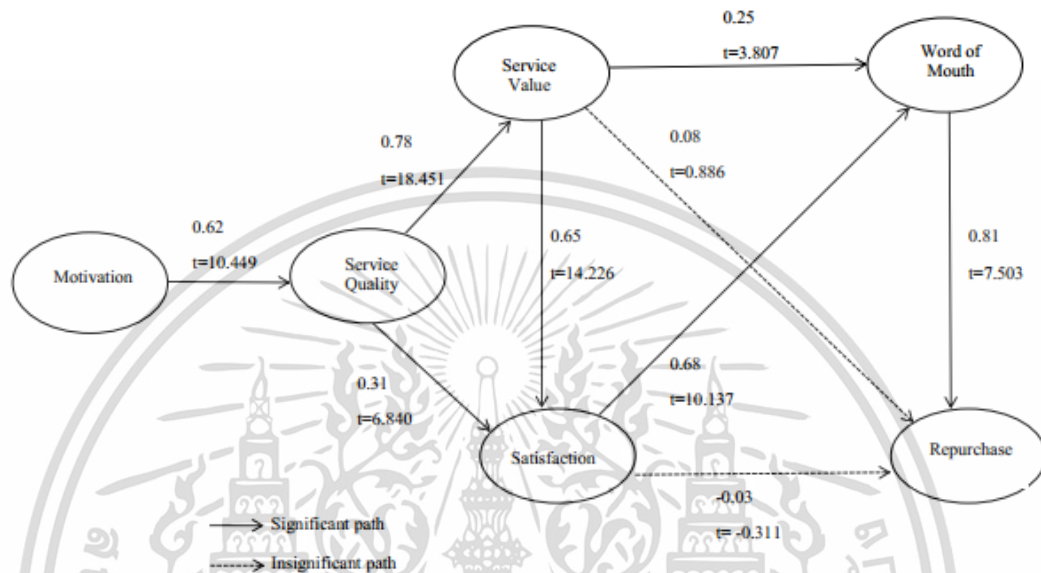 0.25
t=3.807
Service
Value
Word of
Mouth
0.78
t=18.451
0.08
t=0.886
0.62
t=10.449
Motivation
Service
Quality
0.65
t=14.226
0.81
t=7.503
0.31
t=6.840
0.68
t=10.137
Satisfaction
Repurchase
-0.03
t= -0.311
Significant path
Insignificant path